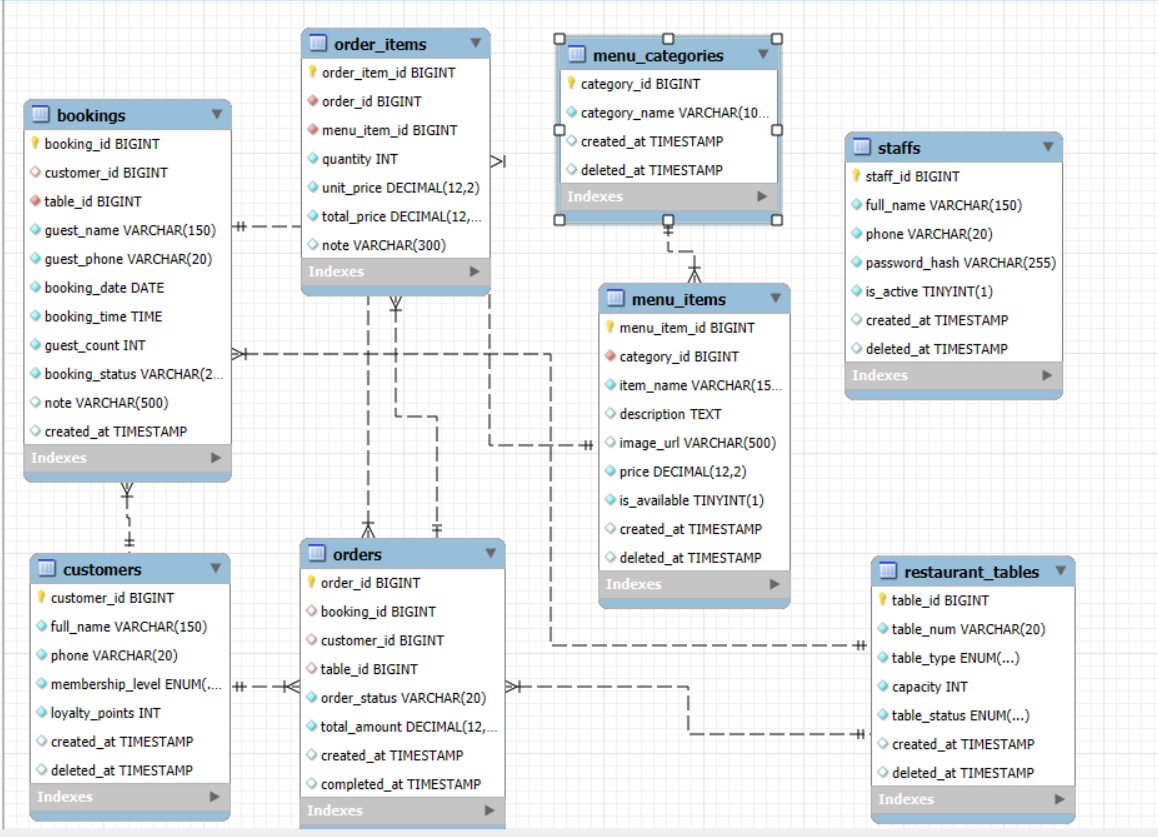 order_items
order_item_id BIGINT
order_id BIGINT
menu_item_id BIGINT
quantity INT
unit_price DECIMAL(12,2)
total_price DECIMAL(12,...
note VARCHAR(300)
Indexes
menu_categories
category_id BIGINT
category_name VARCHAR(10...
created_at TIMESTAMP
deleted_at TIMESTAMP
Indexes
bookings
booking_id BIGINT
customer_id BIGINT
table_id BIGINT
guest_name VARCHAR(150)
guest_phone VARCHAR(20)
booking_date DATE
booking_time TIME
guest_count INT
booking_status VARCHAR(2...
note VARCHAR(500)
created_at TIMESTAMP
Indexes
staffs
staff_id BIGINT
full_name VARCHAR(150)
phone VARCHAR(20)
password_hash VARCHAR(255)
is_active TINYINT(1)
created_at TIMESTAMP
deleted_at TIMESTAMP
Indexes
menu_items
menu_item_id BIGINT
category_id BIGINT
item_name VARCHAR(15...
description TEXT
image_url VARCHAR(500)
price DECIMAL(12,2)
is_available TINYINT(1)
created_at TIMESTAMP
deleted_at TIMESTAMP
Indexes
customers
customer_id BIGINT
full_name VARCHAR(150)
phone VARCHAR(20)
membership_level ENUM(....
loyalty_points INT
created_at TIMESTAMP
deleted_at TIMESTAMP
Indexes
orders
order_id BIGINT
booking_id BIGINT
customer_id BIGINT
table_id BIGINT
order_status VARCHAR(20)
total_amount DECIMAL(12,...
created_at TIMESTAMP
completed_at TIMESTAMP
Indexes
restaurant_tables
table_id BIGINT
table_num VARCHAR(20)
table_type ENUM(...)
capacity INT
table_status ENUM(...)
created_at TIMESTAMP
deleted_at TIMESTAMP
Indexes